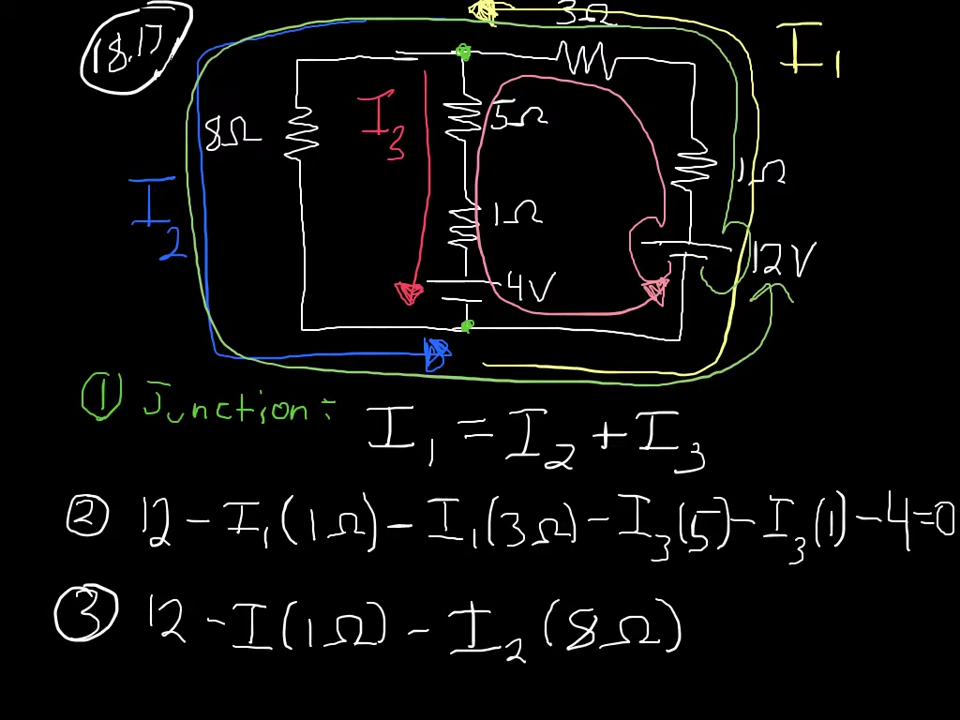 18.17
3Ω
I₁
8Ω
I₃
5Ω
1Ω
I₂
1Ω
12V
4V
① Junction: I₁ = I₂ + I₃
② 12 - I₁(1Ω) - I₁(3Ω) - I₃(5) - I₃(1) - 4 = 0
③ 12 - I(1Ω) - I₂(8Ω)